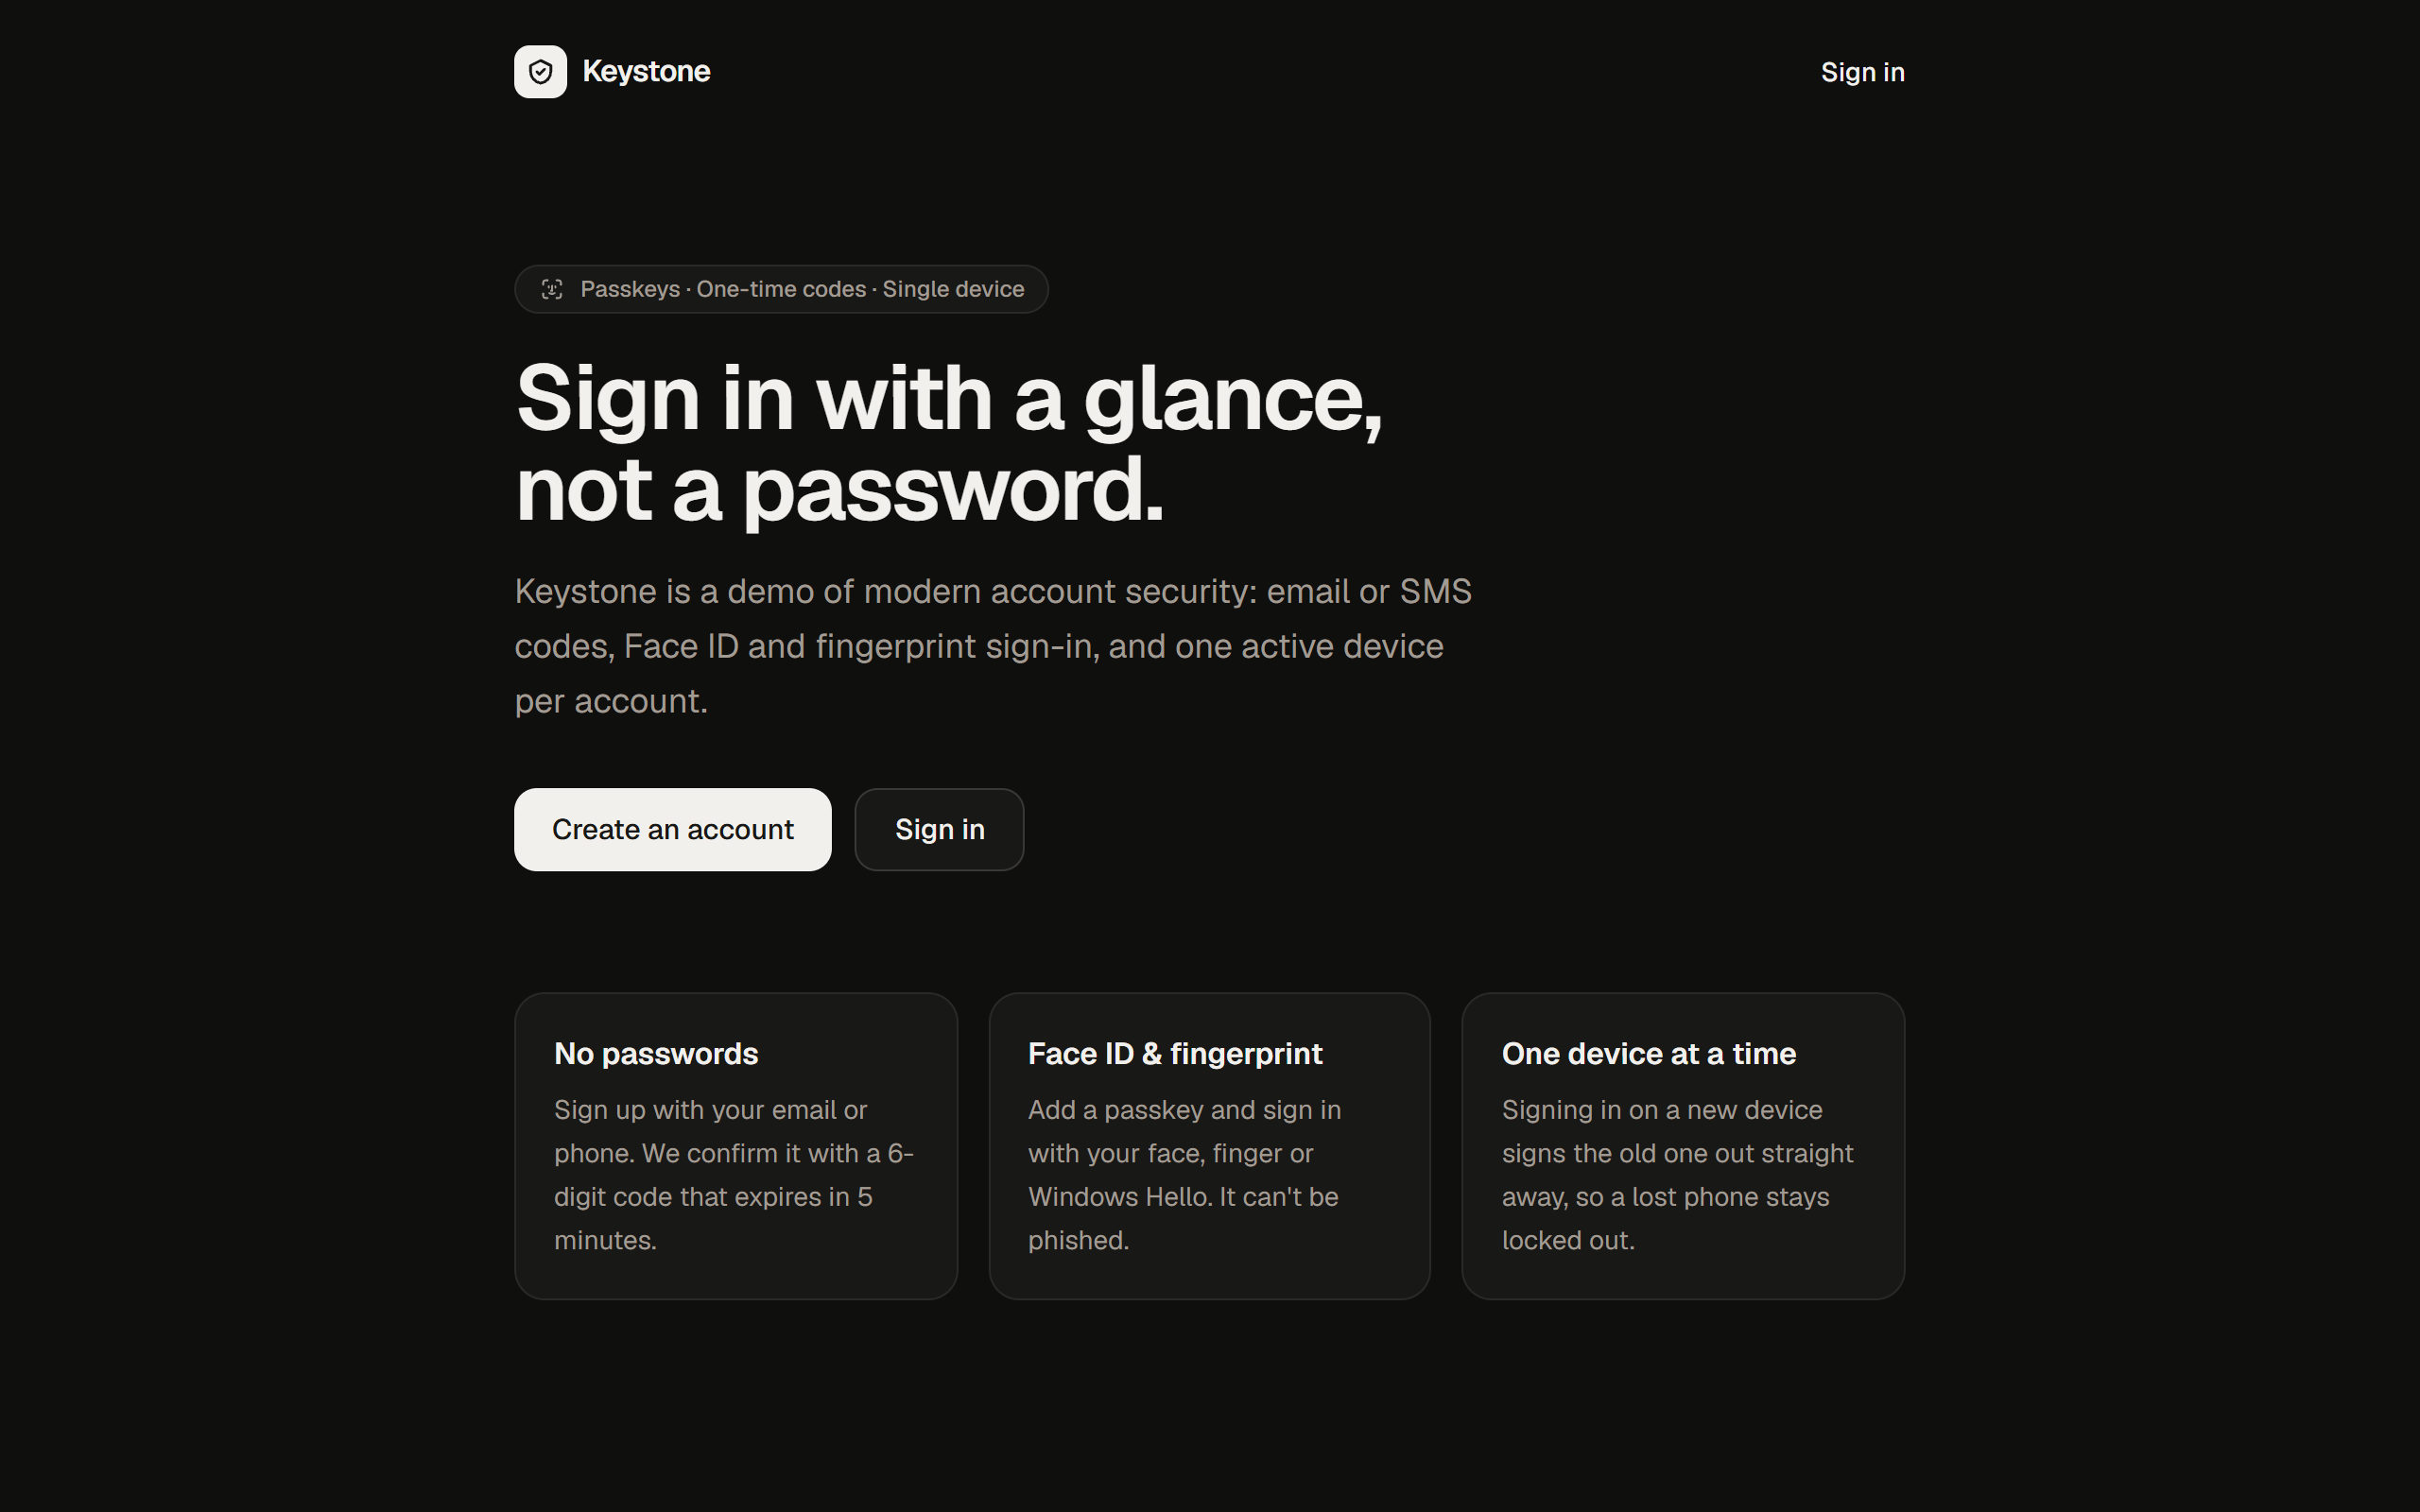 Keystone
Sign in
Passkeys · One-time codes · Single device
Sign in with a glance,
not a password.
Keystone is a demo of modern account security: email or SMS
codes, Face ID and fingerprint sign-in, and one active device
per account.
Create an account
Sign in
No passwords
Sign up with your email or
phone. We confirm it with a 6-
digit code that expires in 5
minutes.
Face ID & fingerprint
Add a passkey and sign in
with your face, finger or
Windows Hello. It can't be
phished.
One device at a time
Signing in on a new device
signs the old one out straight
away, so a lost phone stays
locked out.